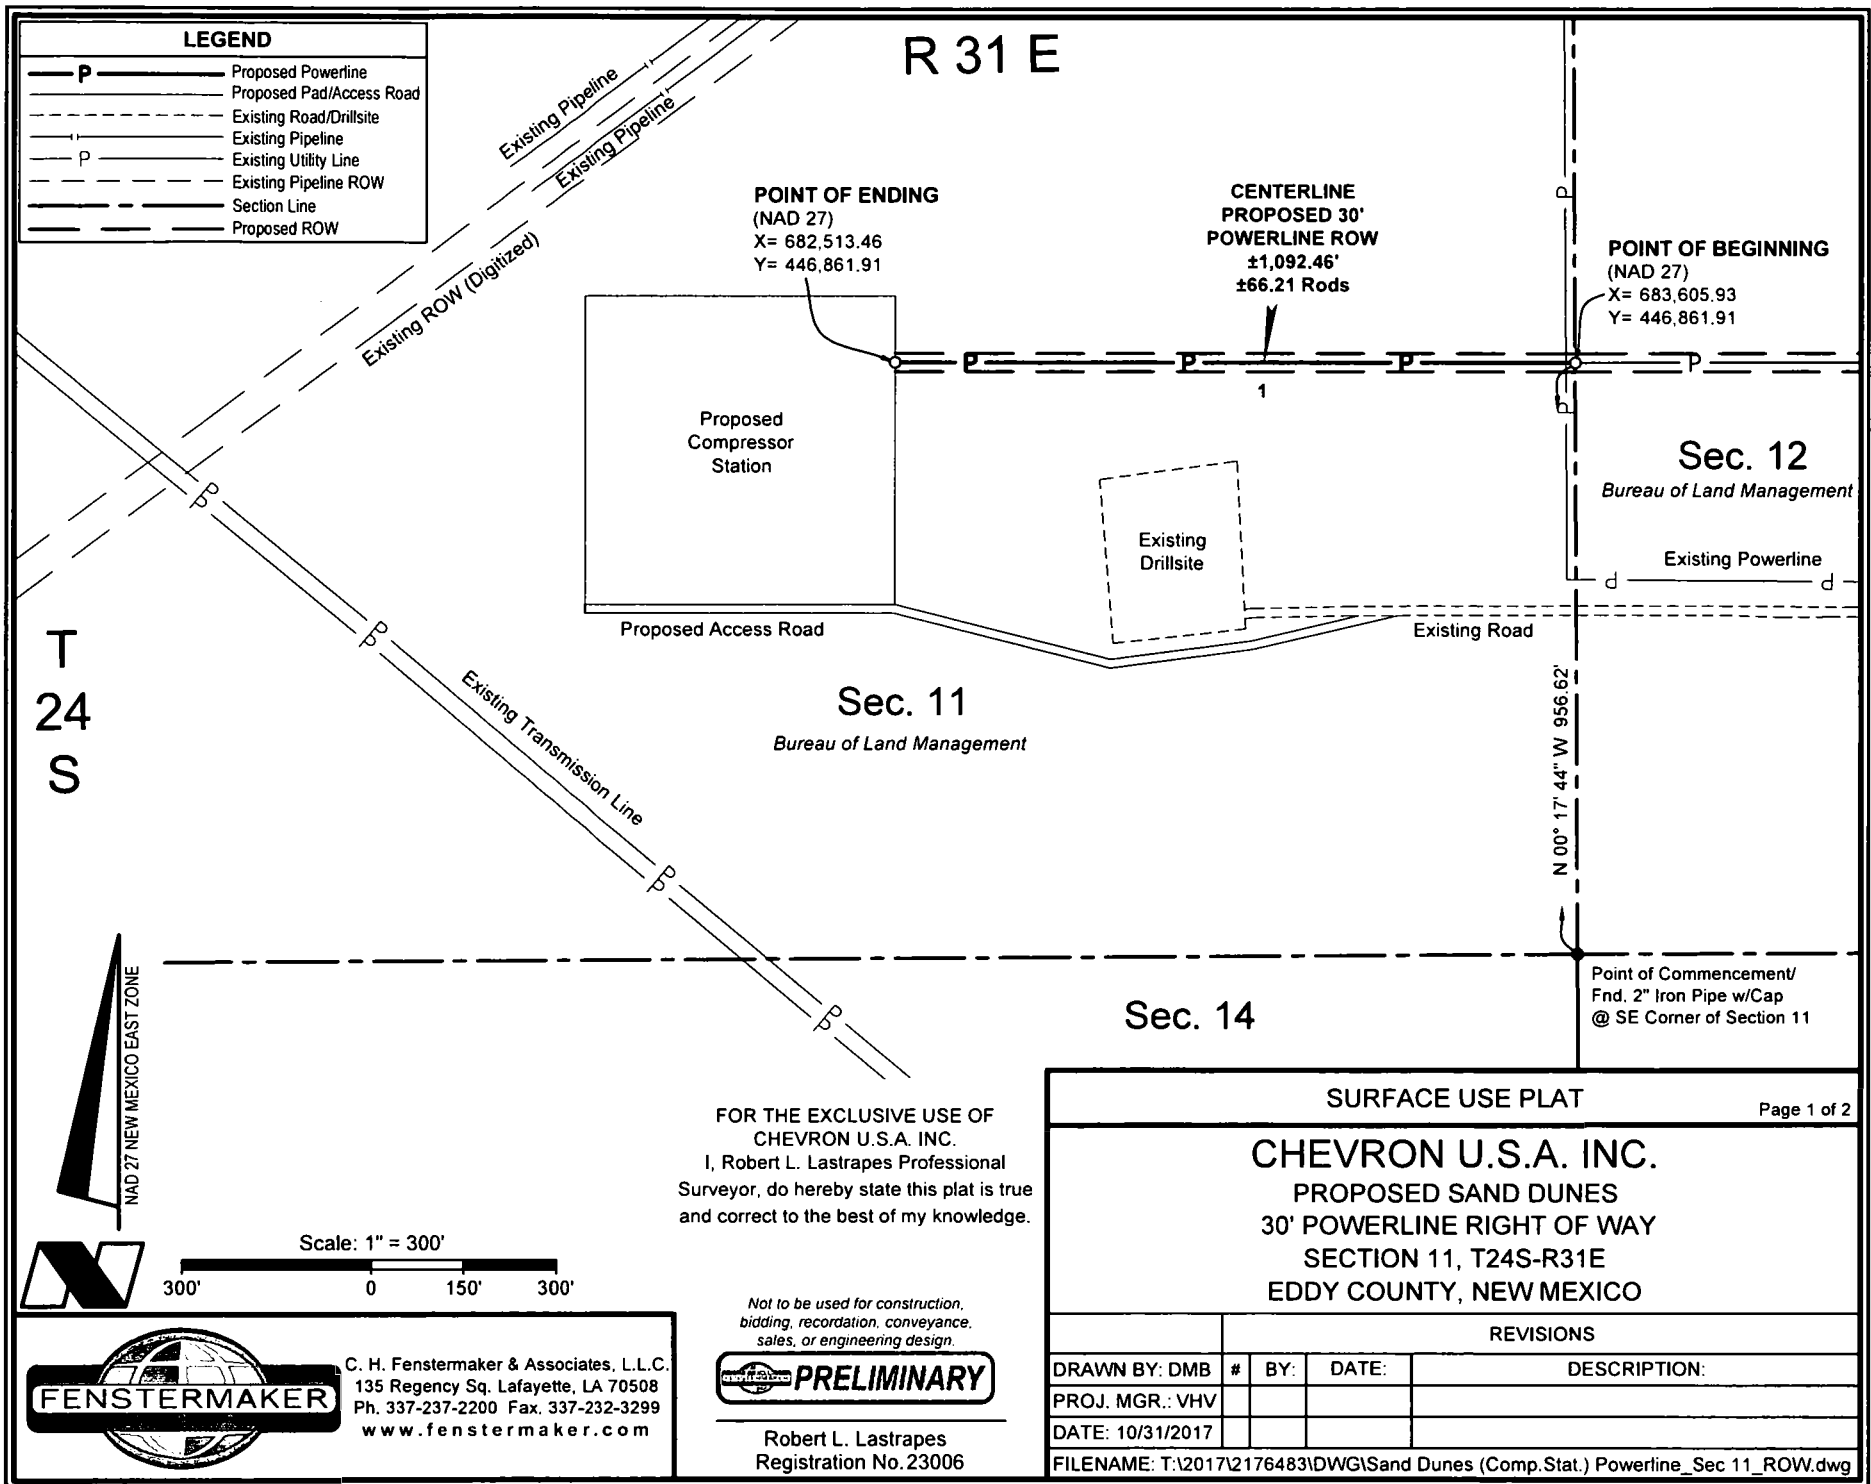 LEGEND
P Proposed Powerline
Proposed Pad/Access Road
Existing Road/Drillsite
Existing Pipeline
P Existing Utility Line
Existing Pipeline ROW
Section Line
Proposed ROW
R 31 E
Existing Pipeline
Existing Pipeline
Existing ROW (Digitized)
POINT OF ENDING
(NAD 27)
X= 682,513.46
Y= 446,861.91
CENTERLINE
PROPOSED 30'
POWERLINE ROW
±1,092.46'
±66.21 Rods
POINT OF BEGINNING
(NAD 27)
X= 683,605.93
Y= 446,861.91
P
P
P
P
P
P
1
Proposed
Compressor
Station
Sec. 12
Bureau of Land Management
Existing
Drillsite
Existing Powerline
P
P
Proposed Access Road
Existing Road
P
P
P
P
T
24
S
Existing Transmission Line
Sec. 11
Bureau of Land Management
N 00° 17' 44" W 956.62'
P
P
P
P
Point of Commencement/
Fnd. 2" Iron Pipe w/Cap
@ SE Corner of Section 11
Sec. 14
NAD 27 NEW MEXICO EAST ZONE
Scale: 1" = 300'
300' 0 150' 300'
FOR THE EXCLUSIVE USE OF
CHEVRON U.S.A. INC.
I, Robert L. Lastrapes Professional
Surveyor, do hereby state this plat is true
and correct to the best of my knowledge.
Not to be used for construction,
bidding, recordation, conveyance,
sales, or engineering design.
PRELIMINARY
Robert L. Lastrapes
Registration No. 23006
FENSTERMAKER
C. H. Fenstermaker & Associates, L.L.C.
135 Regency Sq. Lafayette, LA 70508
Ph. 337-237-2200 Fax. 337-232-3299
www.fenstermaker.com
SURFACE USE PLAT
Page 1 of 2
CHEVRON U.S.A. INC.
PROPOSED SAND DUNES
30' POWERLINE RIGHT OF WAY
SECTION 11, T24S-R31E
EDDY COUNTY, NEW MEXICO
REVISIONS
DRAWN BY: DMB # BY: DATE: DESCRIPTION:
PROJ. MGR.: VHV
DATE: 10/31/2017
FILENAME: T:\2017\2176483\DWG\Sand Dunes (Comp.Stat.) Powerline_Sec 11_ROW.dwg